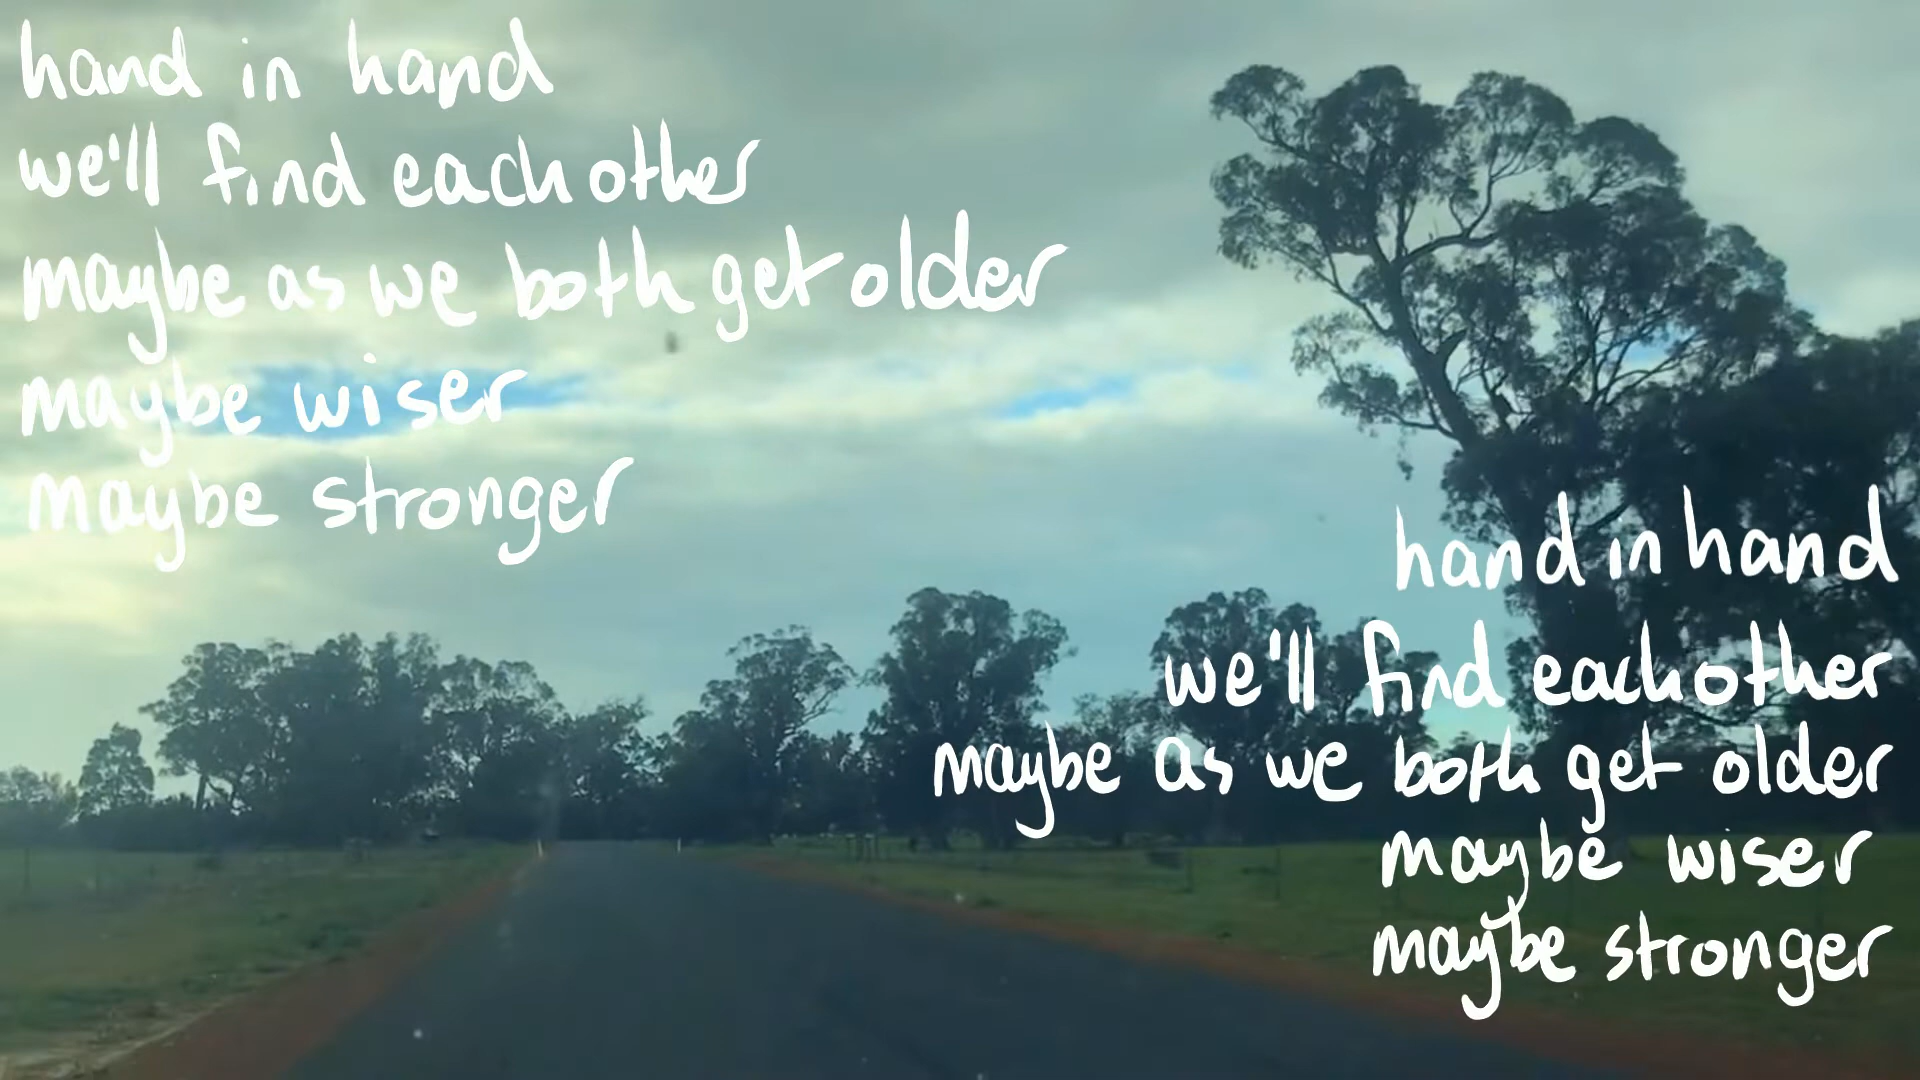 hand in hand
we'll find each other
maybe as we both get older
maybe wiser
maybe stronger
hand in hand
we'll find each other
maybe as we both get older
maybe wiser
maybe stronger